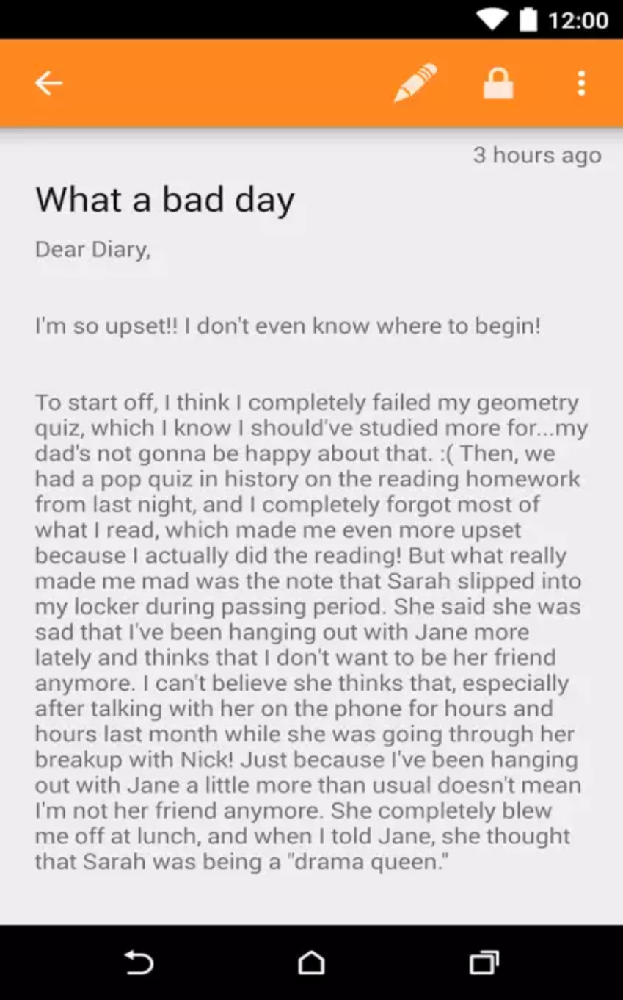 12:00
3 hours ago
What a bad day
Dear Diary,
I'm so upset!! I don't even know where to begin!
To start off, I think I completely failed my geometry
quiz, which I know I should've studied more for...my
dad's not gonna be happy about that. :( Then, we
had a pop quiz in history on the reading homework
from last night, and I completely forgot most of
what I read, which made me even more upset
because I actually did the reading! But what really
made me mad was the note that Sarah slipped into
my locker during passing period. She said she was
sad that I've been hanging out with Jane more
lately and thinks that I don't want to be her friend
anymore. I can't believe she thinks that, especially
after talking with her on the phone for hours and
hours last month while she was going through her
breakup with Nick! Just because I've been hanging
out with Jane a little more than usual doesn't mean
I'm not her friend anymore. She completely blew
me off at lunch, and when I told Jane, she thought
that Sarah was being a "drama queen."